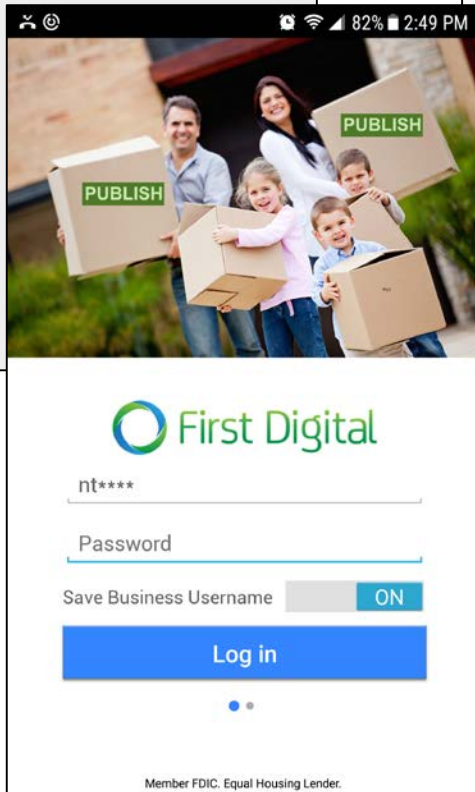 82% 2:49 PM
PUBLISH
PUBLISH
First Digital
nt****
Password
Save Business Username ON
Log in
Member FDIC. Equal Housing Lender.